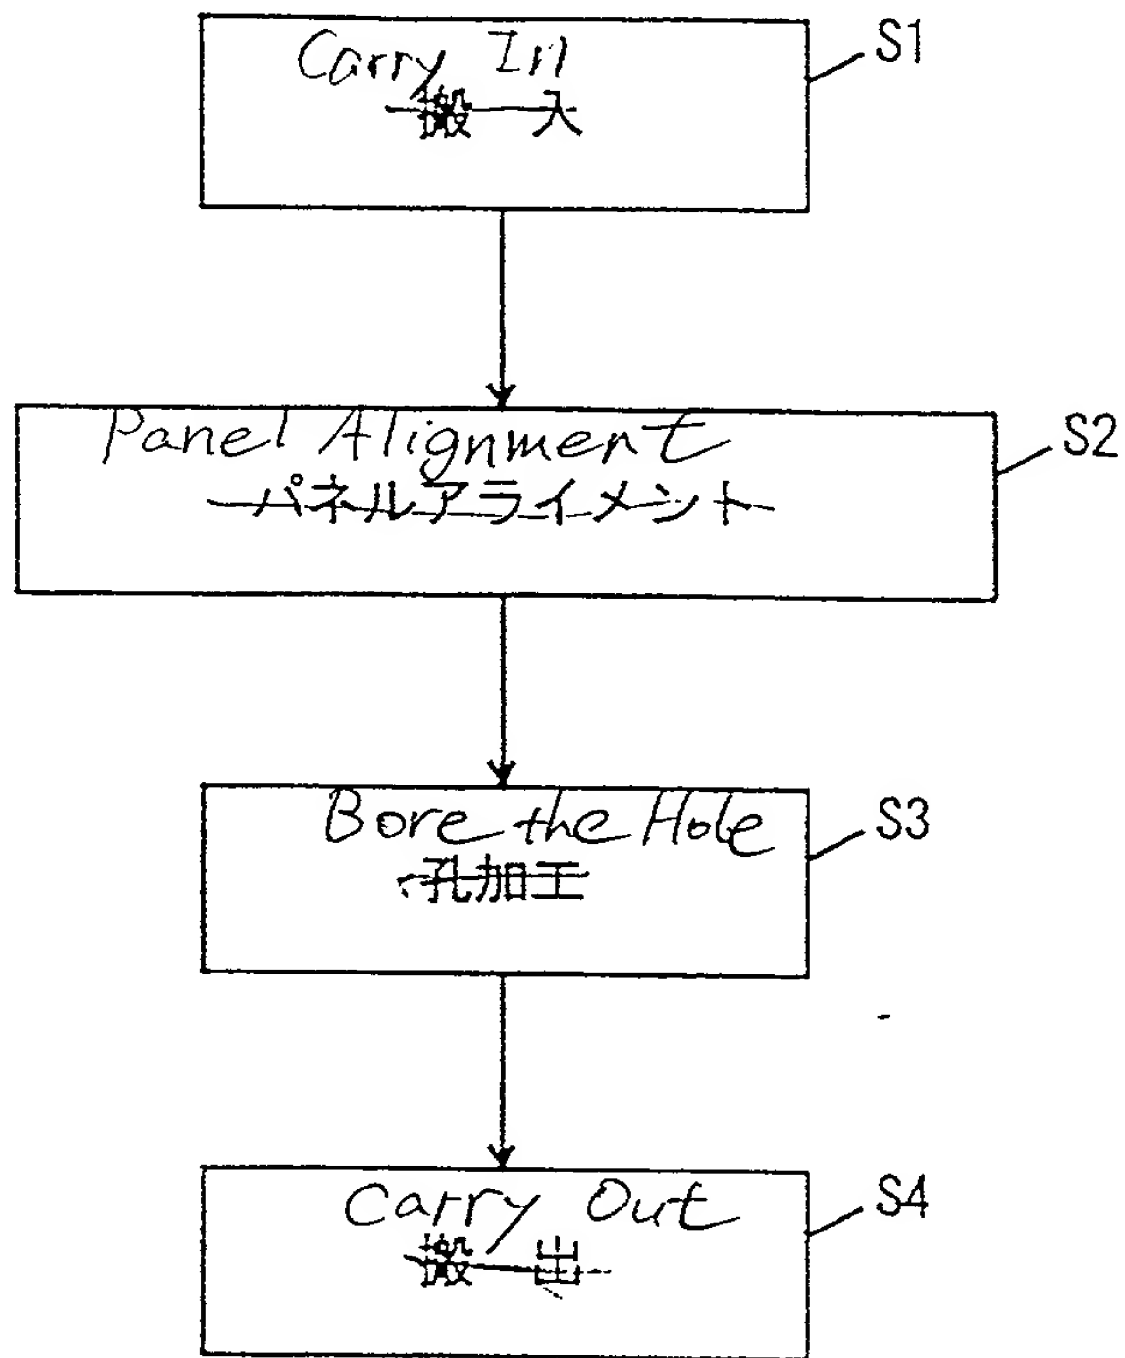 Carry In
搬 入
S1
Panel Alignment
パネルアライメント
S2
Bore the Hole
孔加工
S3
Carry Out
搬 出
S4